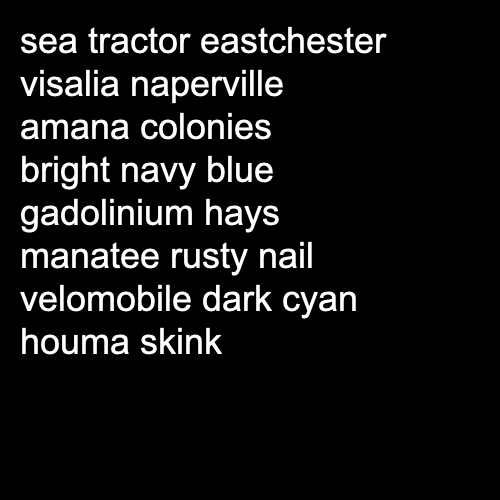 sea tractor eastchester
visalia naperville
amana colonies
bright navy blue
gadolinium hays
manatee rusty nail
velomobile dark cyan
houma skink